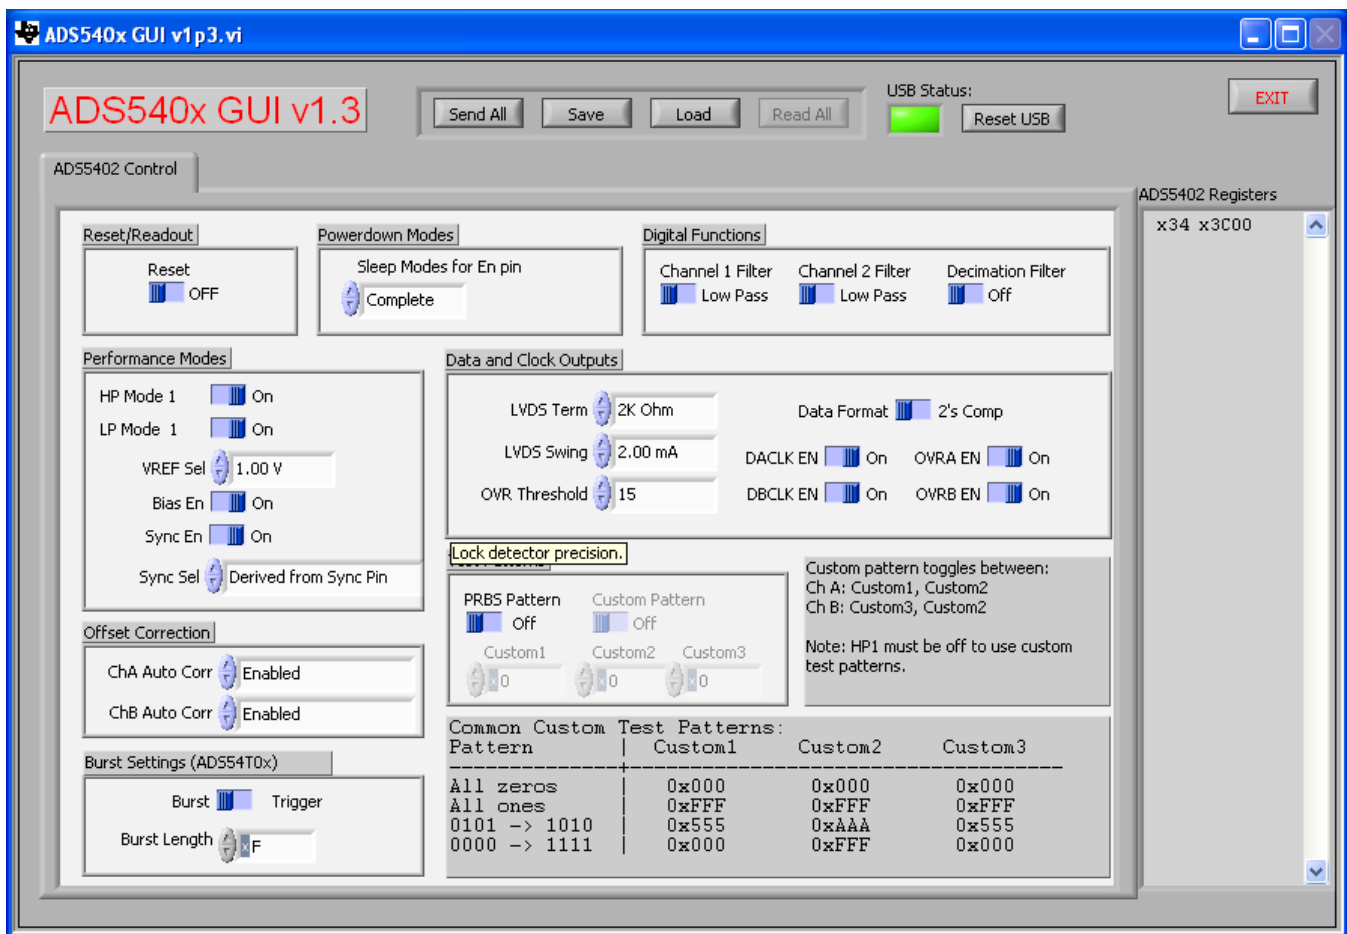 ADS540x GUI v1p3.vi
ADS540x GUI v1.3
Send All Save Load Read All
USB Status:
Reset USB
EXIT
ADS5402 Control
ADS5402 Registers
x34 x3C00
Reset/Readout
Reset
OFF
Powerdown Modes
Sleep Modes for En pin
Complete
Digital Functions
Channel 1 Filter Channel 2 Filter Decimation Filter
Low Pass Low Pass Off
Performance Modes
HP Mode 1 On
LP Mode 1 On
VREF Sel 1.00 V
Bias En On
Sync En On
Sync Sel Derived from Sync Pin
Data and Clock Outputs
LVDS Term 2K Ohm
LVDS Swing 2.00 mA
OVR Threshold 15
Data Format 2's Comp
DACLK EN On OVRA EN On
DBCLK EN On OVRB EN On
Lock detector precision.
PRBS Pattern Custom Pattern
Off Off
Custom1 Custom2 Custom3
x0 x0 x0
Custom pattern toggles between:
Ch A: Custom1, Custom2
Ch B: Custom3, Custom2
Note: HP1 must be off to use custom
test patterns.
Offset Correction
ChA Auto Corr Enabled
ChB Auto Corr Enabled
Burst Settings (ADS54T0x)
Burst Trigger
Burst Length xF
Common Custom Test Patterns:
Pattern | Custom1 Custom2 Custom3
---------------+--------------------------------------
All zeros | 0x000 0x000 0x000
All ones | 0xFFF 0xFFF 0xFFF
0101 -> 1010 | 0x555 0xAAA 0x555
0000 -> 1111 | 0x000 0xFFF 0x000